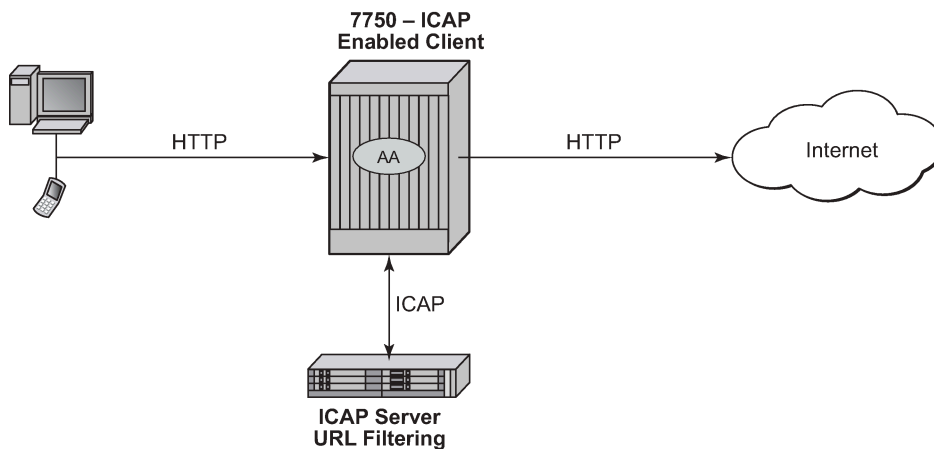 7750 – ICAP
Enabled Client
HTTP
AA
HTTP
Internet
ICAP
ICAP Server
URL Filtering